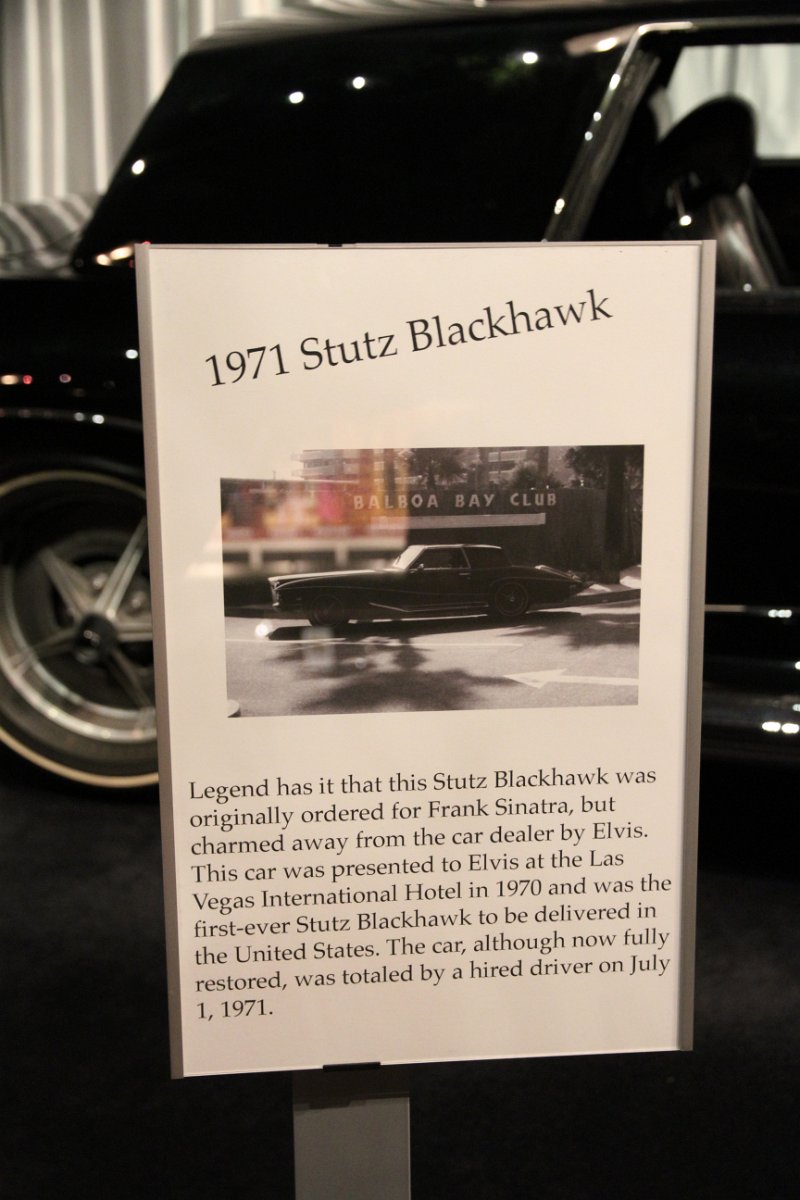 1971 Stutz Blackhawk
BALBOA BAY CLUB
Legend has it that this Stutz Blackhawk was
originally ordered for Frank Sinatra, but
charmed away from the car dealer by Elvis.
This car was presented to Elvis at the Las
Vegas International Hotel in 1970 and was the
first-ever Stutz Blackhawk to be delivered in
the United States. The car, although now fully
restored, was totaled by a hired driver on July
1, 1971.